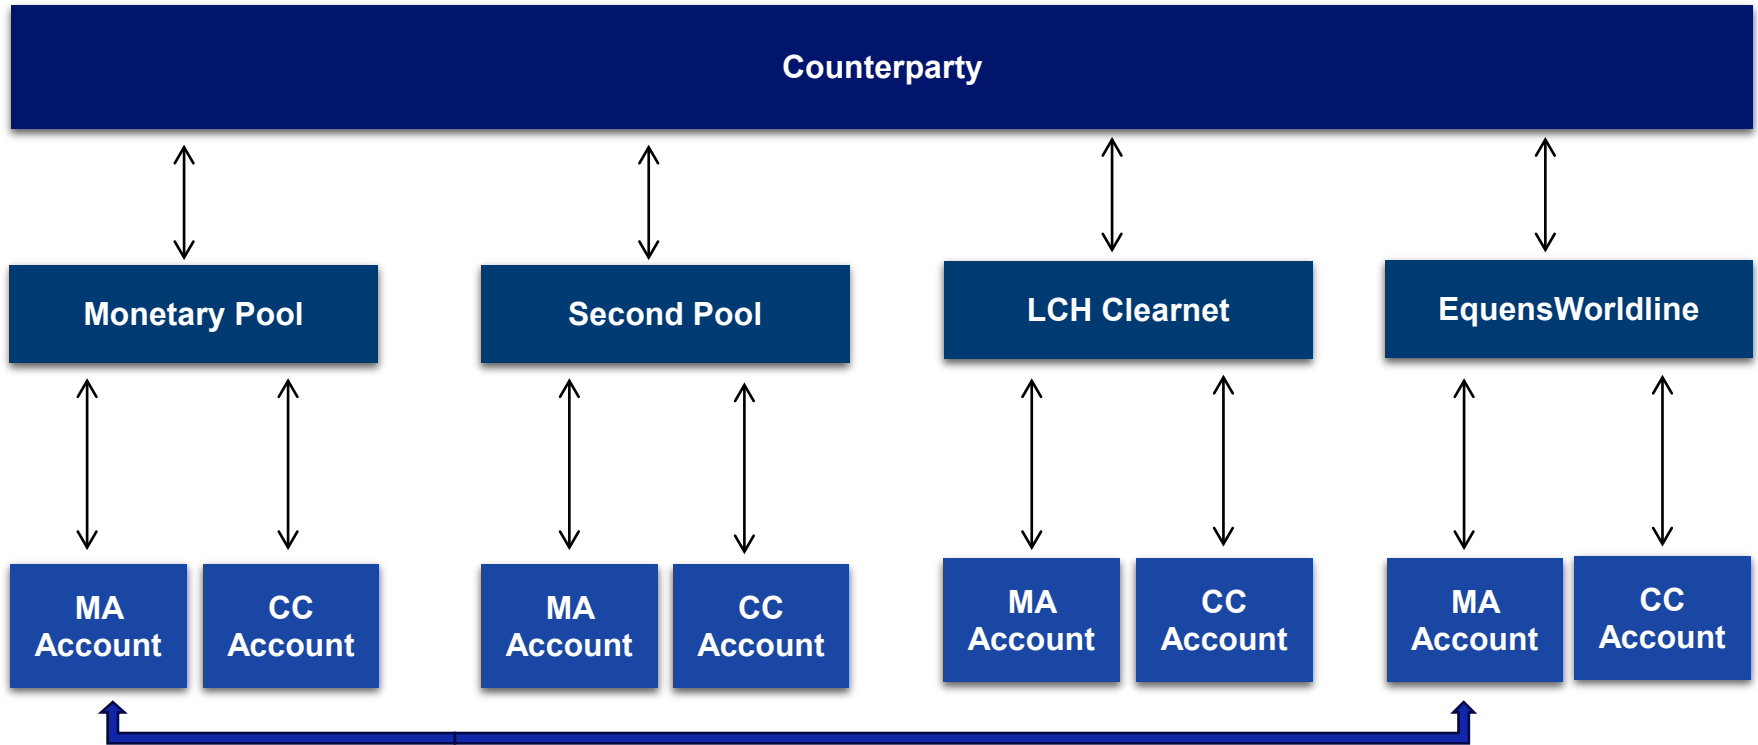 Counterparty
Monetary Pool
Second Pool
LCH Clearnet
EquensWorldline
MA
Account
CC
Account
MA
Account
CC
Account
MA
Account
CC
Account
MA
Account
CC
Account